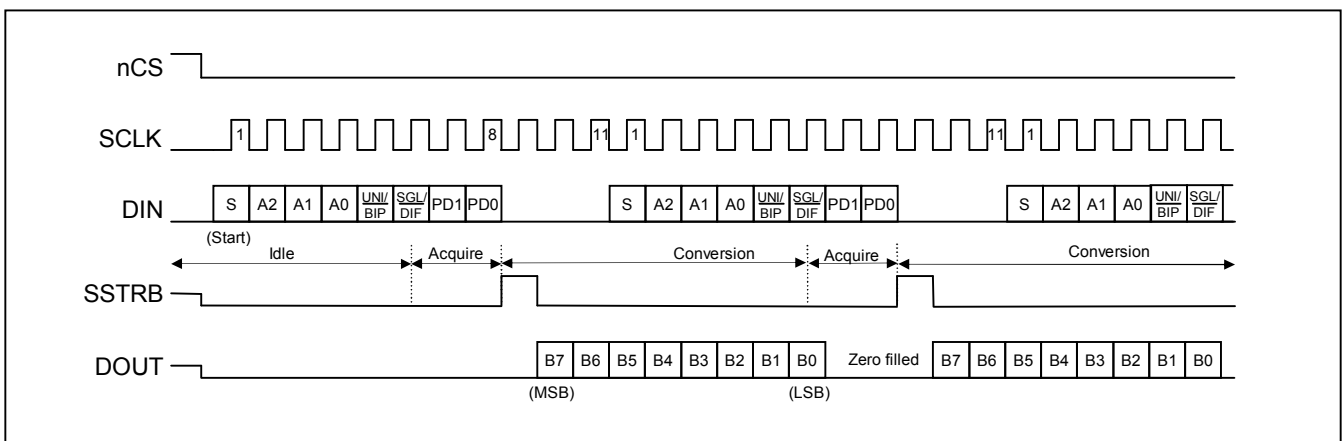 nCS
SCLK 1 8 11 1 11 1
DIN S A2 A1 A0 UNI/BIP SGL/DIF PD1 PD0 S A2 A1 A0 UNI/BIP SGL/DIF PD1 PD0 S A2 A1 A0 UNI/BIP SGL/DIF
(Start)
Idle Acquire Conversion Acquire Conversion
SSTRB
DOUT B7 B6 B5 B4 B3 B2 B1 B0 Zero filled B7 B6 B5 B4 B3 B2 B1 B0
(MSB) (LSB)